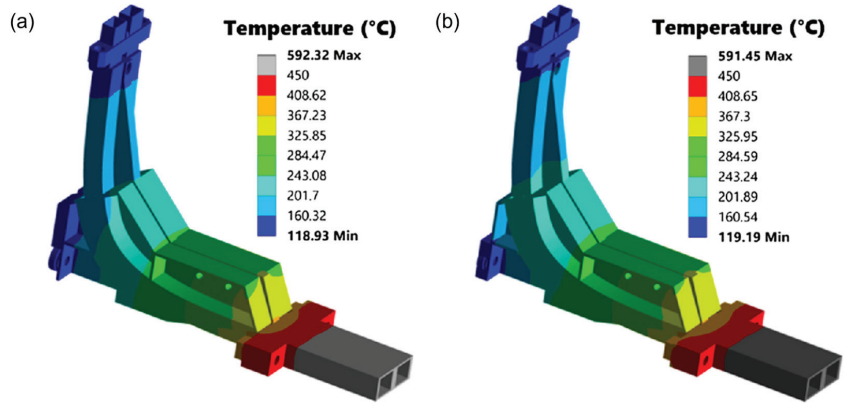 (a)
Temperature (°C)
592.32 Max
450
408.62
367.23
325.85
284.47
243.08
201.7
160.32
118.93 Min
(b)
Temperature (°C)
591.45 Max
450
408.65
367.3
325.95
284.59
243.24
201.89
160.54
119.19 Min